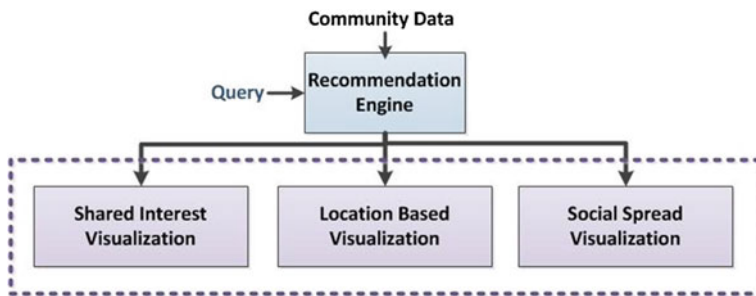 Community Data
Query
Recommendation
Engine
Shared Interest
Visualization
Location Based
Visualization
Social Spread
Visualization